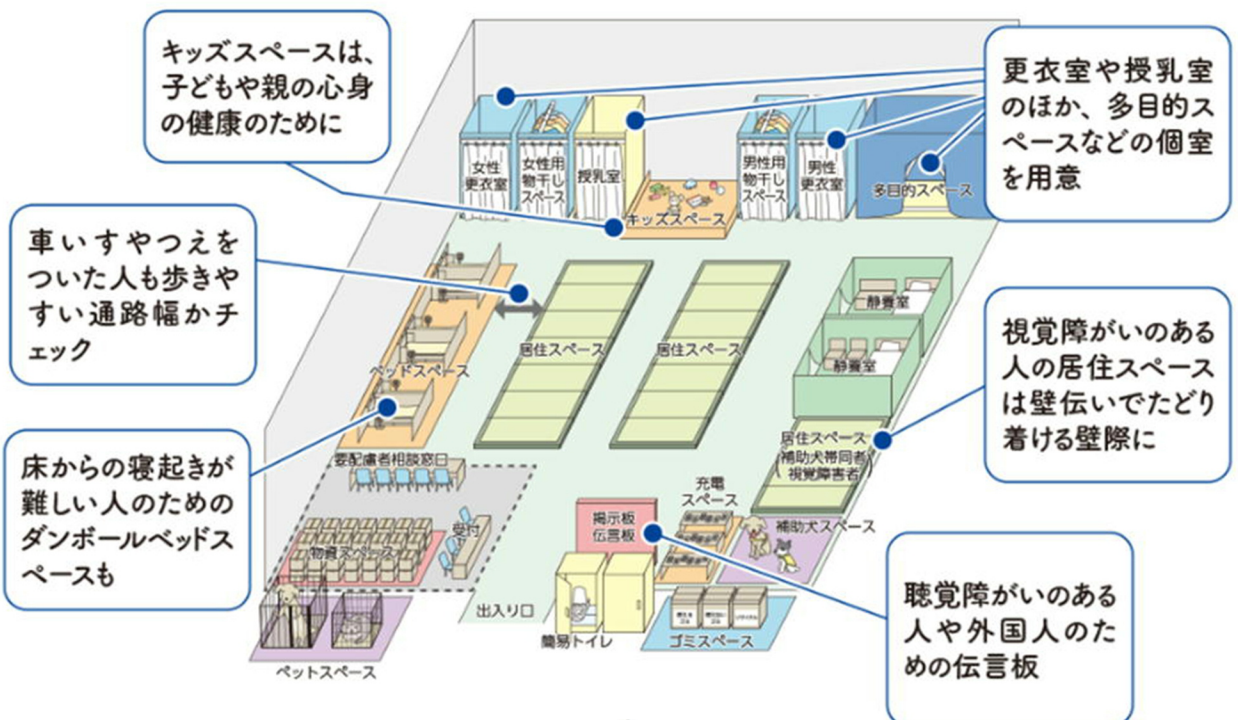 キッズスペースは、
子どもや親の心身
の健康のために
更衣室や授乳室
のほか、多目的ス
ペースなどの個室
を用意
女性
更衣室
女性用
物干し
スペース
授乳室
キッズスペース
男性用
物干し
スペース
男性
更衣室
多目的スペース
車いすやつえを
ついた人も歩きや
すい通路幅かチ
ェック
ベッドスペース
居住スペース
居住スペース
静養室
静養室
視覚障がいのある
人の居住スペース
は壁伝いでたどり
着ける壁際に
床からの寝起きが
難しい人のための
ダンボールベッドス
ペースも
要配慮者相談窓口
物資スペース
受付
居住スペース
(補助犬帯同者
視覚障害者)
充電
スペース
掲示板
伝言板
補助犬スペース
出入り口
簡易トイレ
ゴミスペース
ペットスペース
聴覚障がいのある
人や外国人のた
めの伝言板